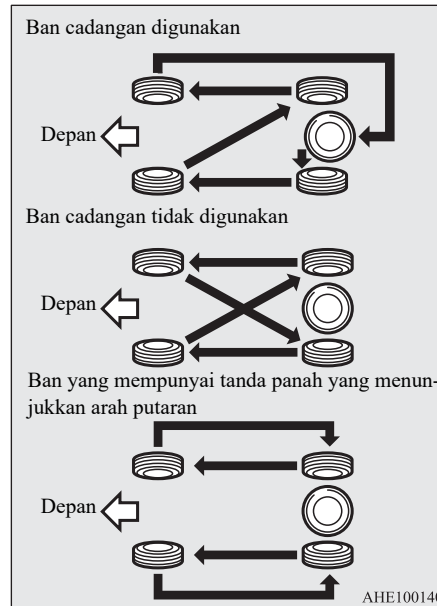 Ban cadangan digunakan
Depan
Ban cadangan tidak digunakan
Depan
Ban yang mempunyai tanda panah yang menun-
jukkan arah putaran
Depan